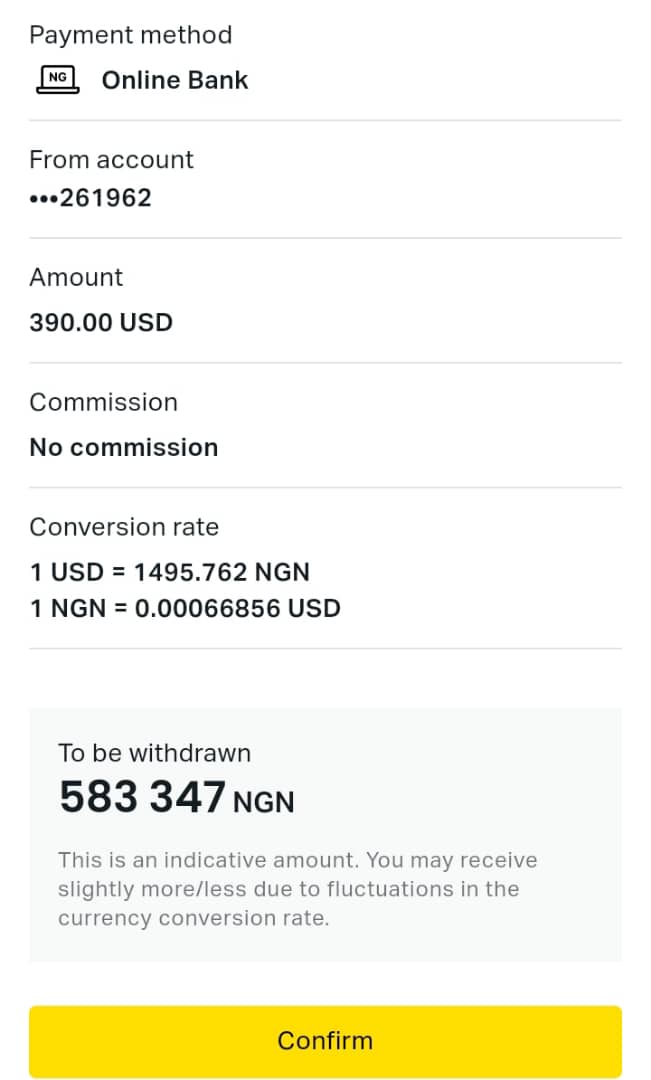 Payment method
NG
Online Bank
From account
•••261962
Amount
390.00 USD
Commission
No commission
Conversion rate
1 USD = 1495.762 NGN
1 NGN = 0.00066856 USD
To be withdrawn
583 347 NGN
This is an indicative amount. You may receive
slightly more/less due to fluctuations in the
currency conversion rate.
Confirm